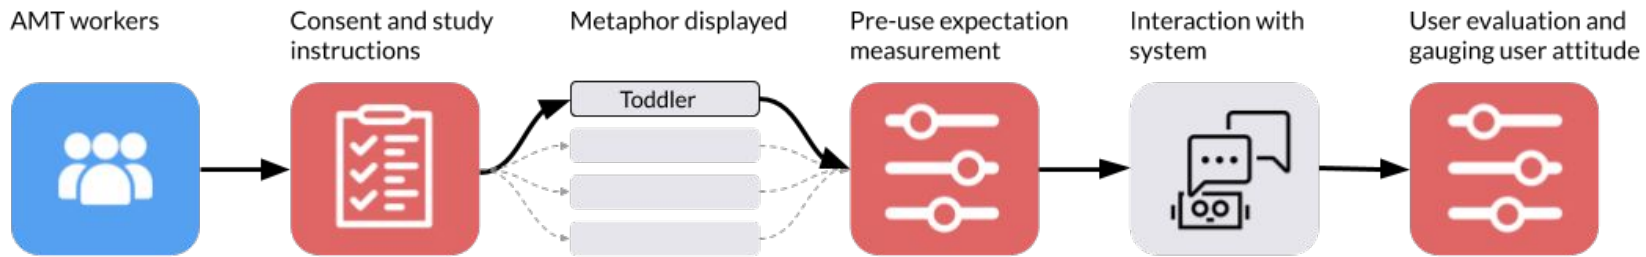 AMT workers
Consent and study
instructions
Metaphor displayed
Toddler
Pre-use expectation
measurement
Interaction with
system
User evaluation and
gauging user attitude